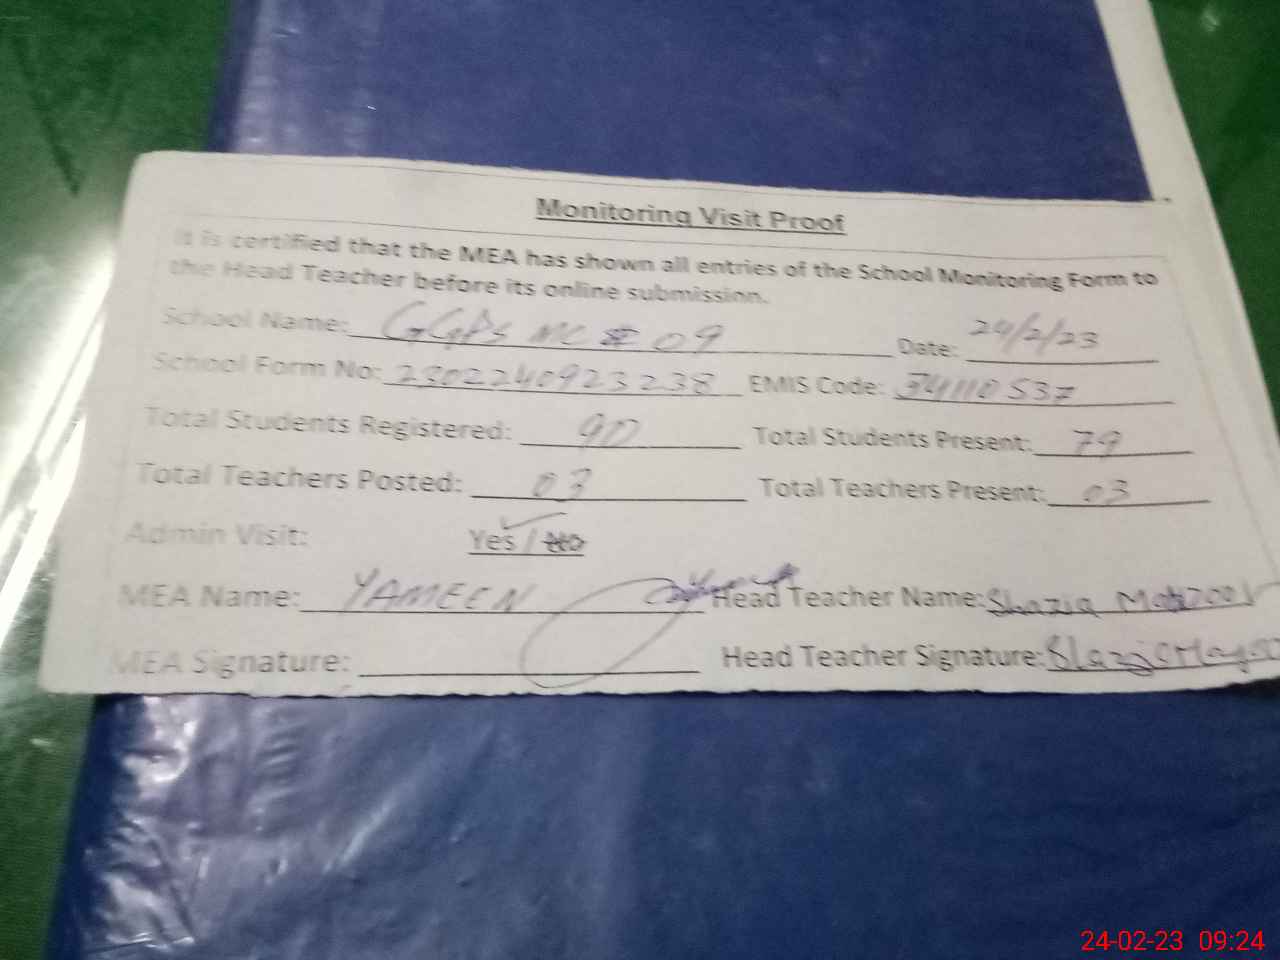 Monitoring Visit Proof
It is certified that the MEA has shown all entries of the School Monitoring Form to
the Head Teacher before its online submission.
School Name: GGPS MC # 09 Date: 24/2/23
School Form No: 2302240923238 EMIS Code: 34110537
Total Students Registered: 90 Total Students Present: 79
Total Teachers Posted: 03 Total Teachers Present: 03
Admin Visit: Yes / No
MEA Name: YAMEEN Head Teacher Name: Shazia
MEA Signature: Head Teacher Signature:
24-02-23 09:24